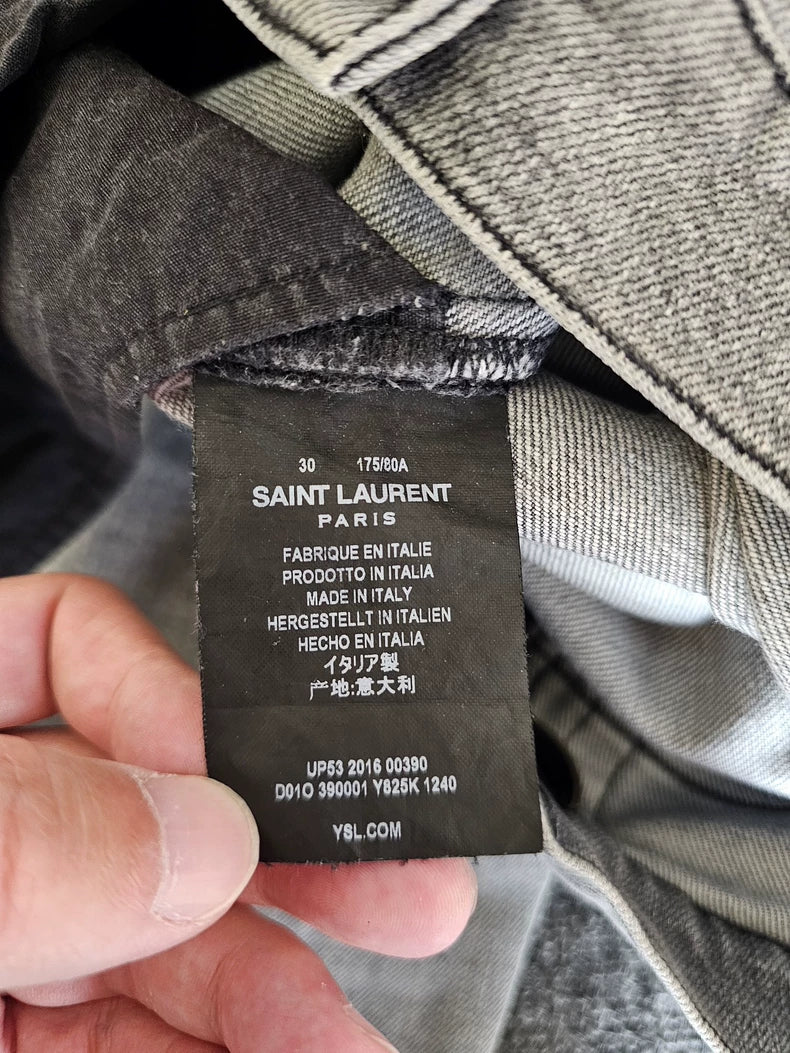 30 175/80A
SAINT LAURENT
PARIS
FABRIQUE EN ITALIE
PRODOTTO IN ITALIA
MADE IN ITALY
HERGESTELLT IN ITALIEN
HECHO EN ITALIA
イタリア製
产地:意大利
UP53 2016 00390
D01O 390001 Y825K 1240
YSL.COM